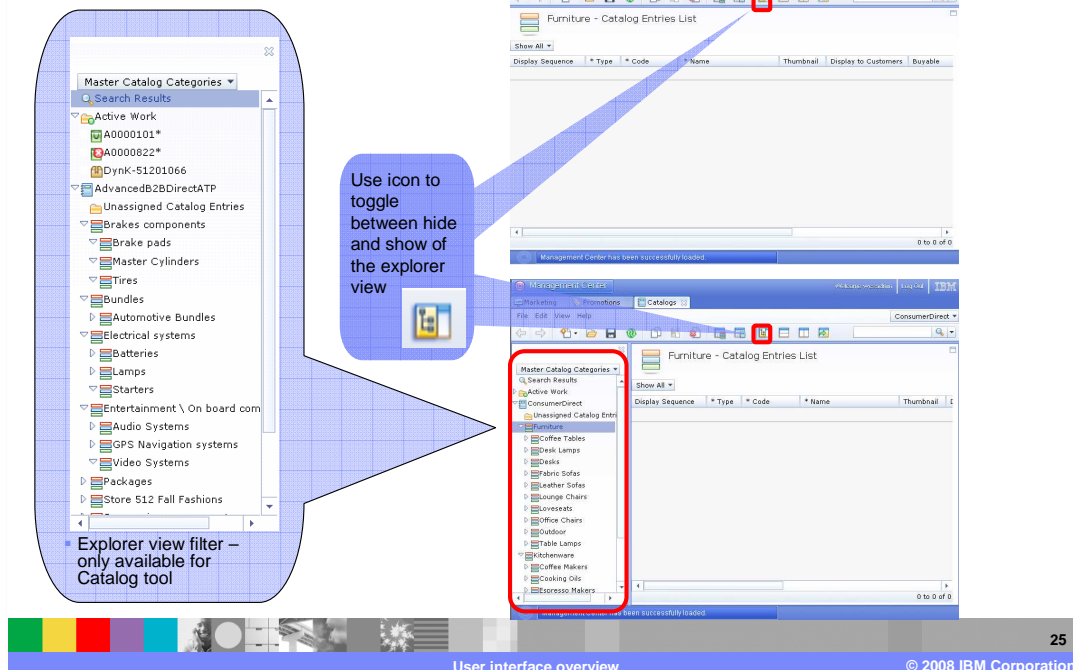 Master Catalog Categories
Search Results
Active Work
A0000101*
A0000822*
DynK-51201066
AdvancedB2BDirectATP
Unassigned Catalog Entries
Brakes components
Brake pads
Master Cylinders
Tires
Bundles
Automotive Bundles
Electrical systems
Batteries
Lamps
Starters
Entertainment \ On board com
Audio Systems
GPS Navigation systems
Video Systems
Packages
Store 512 Fall Fashions
Explorer view filter –
only available for
Catalog tool
Use icon to
toggle
between hide
and show of
the explorer
view
Furniture - Catalog Entries List
Show All
Display Sequence * Type * Code * Name Thumbnail Display to Customers Buyable
0 to 0 of 0
Management Center has been successfully loaded.
Management Center Log Out IBM
Marketing Promotions Catalogs
File Edit View Help ConsumerDirect
Master Catalog Categories
Search Results
Active Work
ConsumerDirect
Unassigned Catalog Entri
Furniture
Coffee Tables
Desk Lamps
Desks
Fabric Sofas
Leather Sofas
Lounge Chairs
Loveseats
Office Chairs
Outdoor
Table Lamps
Kitchenware
Coffee Makers
Cooking Oils
Espresso Makers
Furniture - Catalog Entries List
Show All
Display Sequence * Type * Code * Name Thumbnail
0 to 0 of 0
Management Center has been successfully loaded.
25
User interface overview
© 2008 IBM Corporation